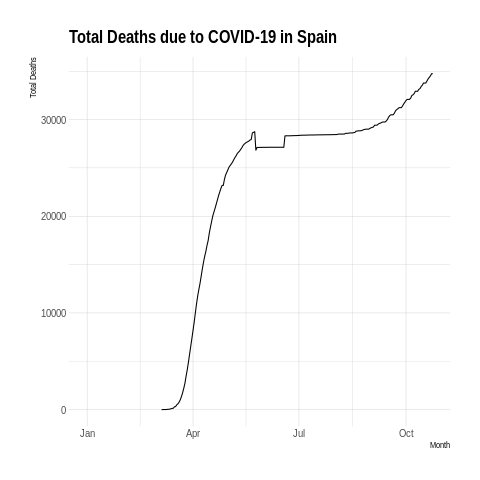 Total Deaths due to COVID-19 in Spain
Total Deaths
30000
20000
10000
0
Jan Apr Jul Oct
Month